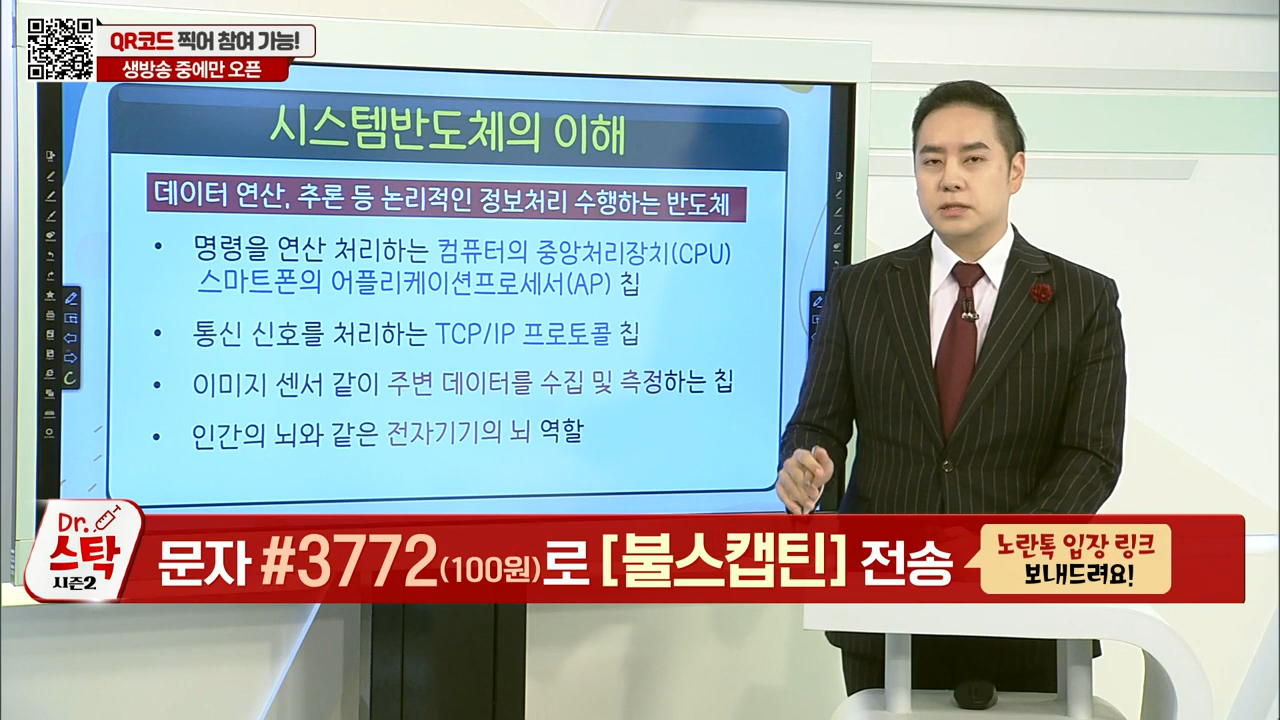 QR코드 찍어 참여 가능!
생방송 중에만 오픈
시스템반도체의 이해
데이터 연산, 추론 등 논리적인 정보처리 수행하는 반도체
• 명령을 연산 처리하는 컴퓨터의 중앙처리장치(CPU)
스마트폰의 어플리케이션프로세서(AP) 칩
• 통신 신호를 처리하는 TCP/IP 프로토콜 칩
• 이미지 센서 같이 주변 데이터를 수집 및 측정하는 칩
• 인간의 뇌와 같은 전자기기의 뇌 역할
Dr.
스탁
시즌2
문자 #3772(100원)로 [불스캡틴] 전송
노란톡 입장 링크
보내드려요!